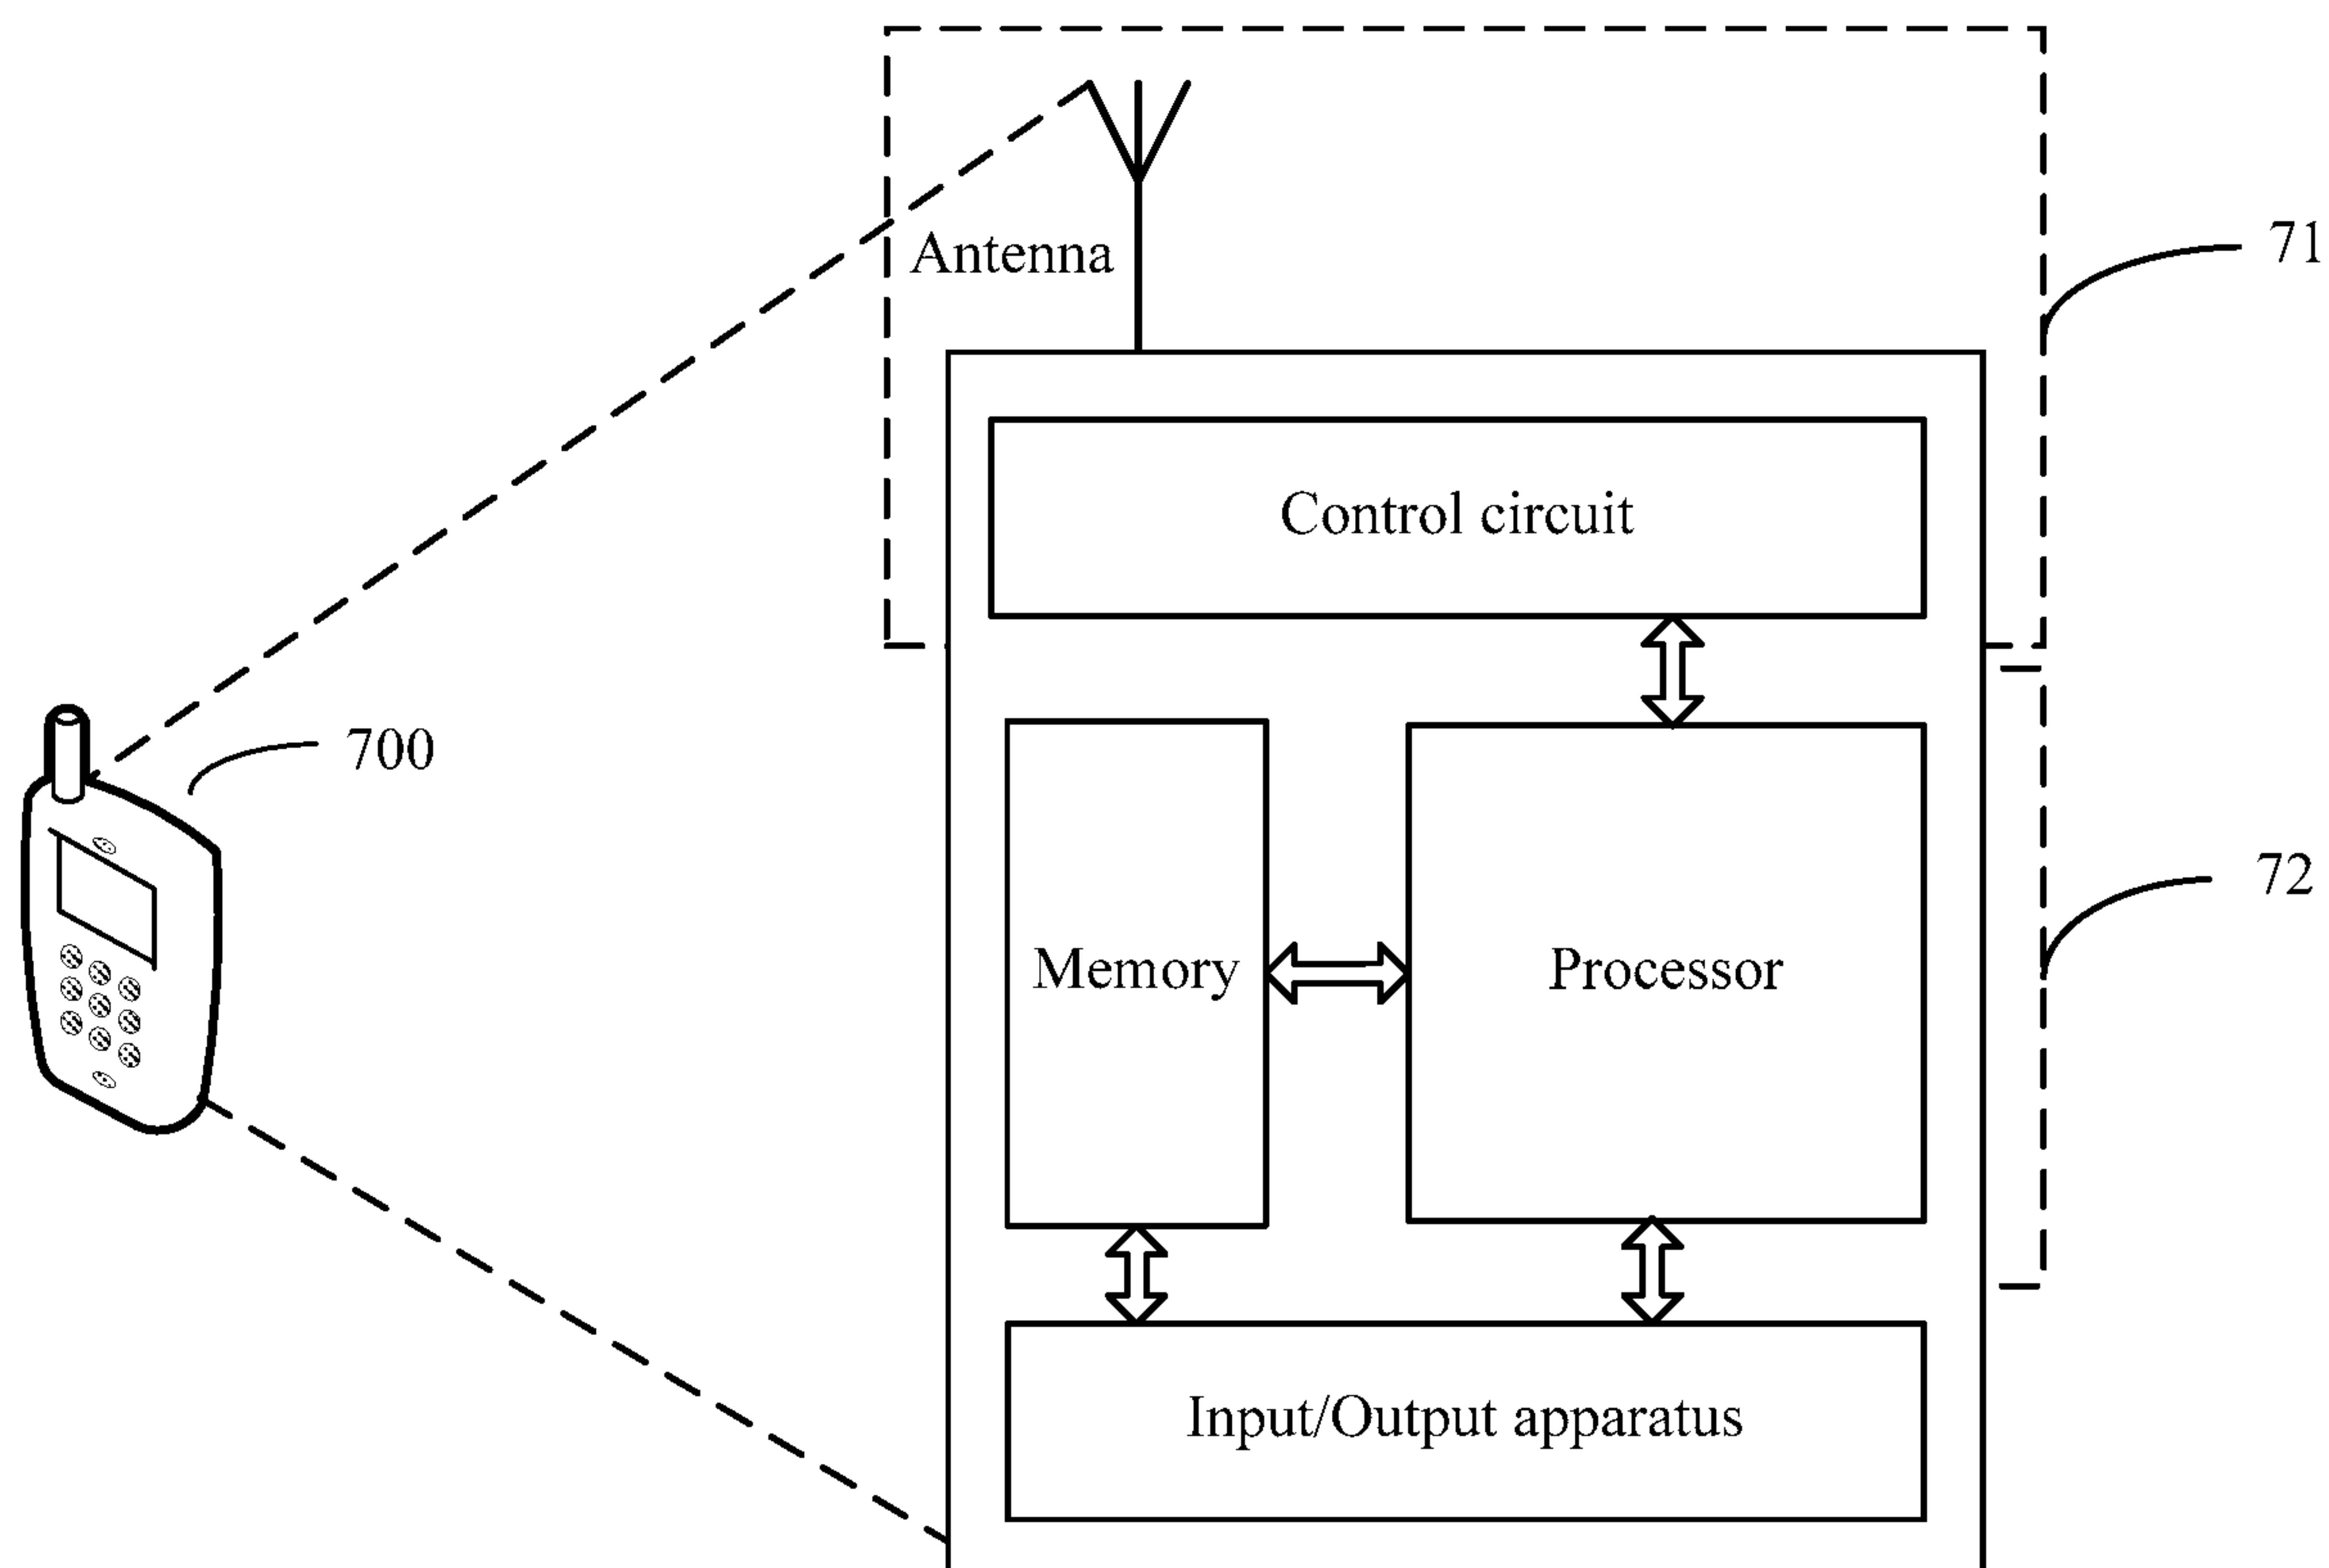 Antenna
71
Control circuit
700
72
Memory
Processor
Input/Output apparatus